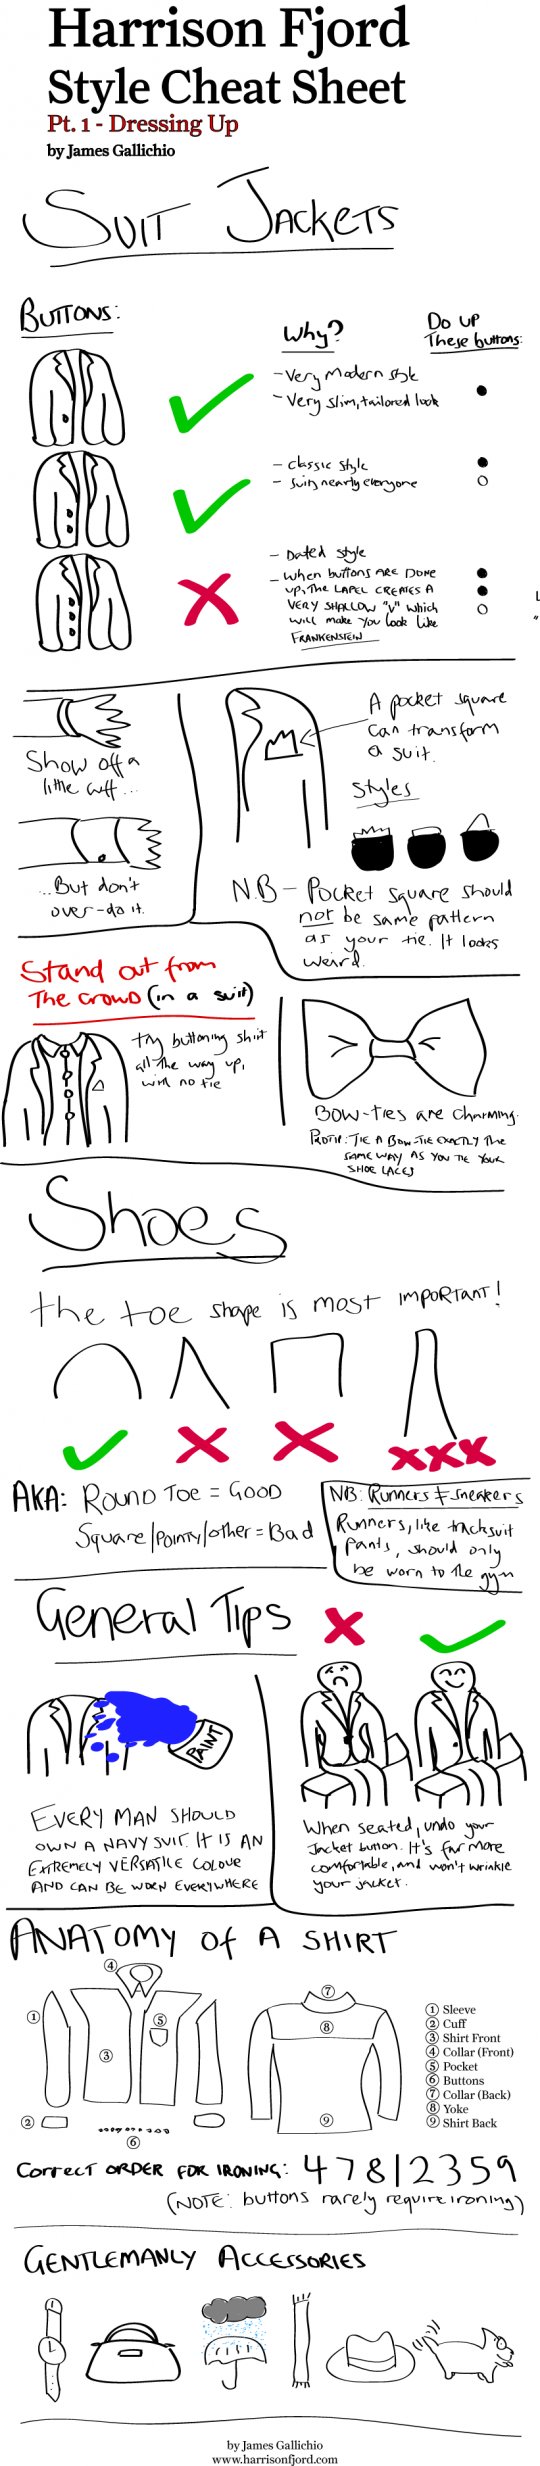 Harrison Fjord
Style Cheat Sheet
Pt. 1 - Dressing Up
by James Gallichio
SUIT JACKETS
BUTTONS:
Why?
Do up
These buttons:
- Very Modern style
- Very slim, tailored look
- Classic style
- Suits nearly everyone
- Dated style
- When buttons ARE DONE
up, THE LAPEL CREATES A
VERY SHALLOW "V" which
will make you look like
FRANKENSTEIN
L
"
Show off a
little cuff...
...But don't
over-do it.
A pocket square
can transform
a suit.
Styles
N.B - Pocket square should
not be same pattern
as your tie. It looks
weird.
Stand out from
The crowd (in a suit)
try buttoning shirt
all the way up,
with no tie
Bow-ties are charming.
PROTIP: TIE A BOW-TIE EXACTLY THE
SAME WAY AS YOU TIE YOUR
SHOE LACES
Shoes
the toe shape is most IMPORTANT!
AKA: ROUND TOE = GOOD
Square/POINTY/other = Bad
NB: Runners ≠ sneakers
Runners, like tracksuit
pants, should only
be worn to the gym
General Tips
PAINT
EVERY MAN SHOULD
OWN A NAVY SUIT. IT IS AN
EXTREMELY VERSATILE COLOUR
AND CAN BE WORN EVERYWHERE
When seated, undo your
Jacket button. It's far more
comfortable, and won't wrinkle
your jacket.
ANATOMY of A SHIRT
① ② ③ ④ ⑤ ⑥ ⑦ ⑧ ⑨
① Sleeve
② Cuff
③ Shirt Front
④ Collar (Front)
⑤ Pocket
⑥ Buttons
⑦ Collar (Back)
⑧ Yoke
⑨ Shirt Back
Correct ORDER FOR IRONING: 4 7 8 1 2 3 5 9
(NOTE: buttons rarely require ironing)
GENTLEMANLY ACCESSORIES
by James Gallichio
www.harrisonfjord.com